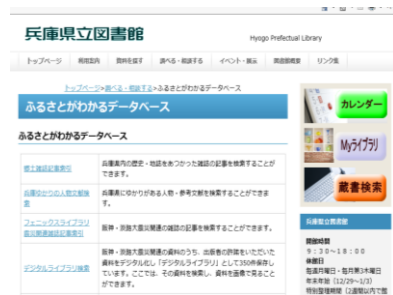 兵庫県立図書館
Hyogo Prefectual Library
トップページ 利用案内 資料を探す 調べる・相談する イベント・展示 図書館概要 リンク集
トップページ>調べる・相談する>ふるさとがわかるデータベース
ふるさとがわかるデータベース
ふるさとがわかるデータベース
郷土雑誌記事索引
兵庫県内の歴史・地誌をあつかった雑誌の記事を検索することが
できます。
兵庫ゆかりの人物文献検
索
兵庫県にゆかりがある人物・参考文献を検索することができま
す。
フェニックスライブラリ
震災関連雑誌記事索引
阪神・淡路大震災関連の雑誌の記事を検索することができます。
デジタルライブラリ検索
阪神・淡路大震災関連の資料のうち、出版者の許諾をいただいた
資料をデジタル化し「デジタルライブラリ」として350件保存し
ています。ここでは、その資料を検索し、資料を画像で見ること
ができます。
カレンダー
Myライブラリ
蔵書検索
兵庫県立図書館
開館時間
9:30~18:00
休館日
毎週月曜日・毎月第3木曜日
年末年始(12/29~1/3)
特別整理期間(2週間以内で館